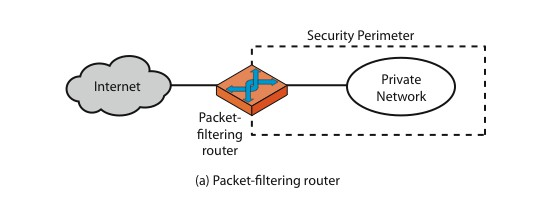 Security Perimeter
Internet
Private
Network
Packet-
filtering
router
(a) Packet-filtering router